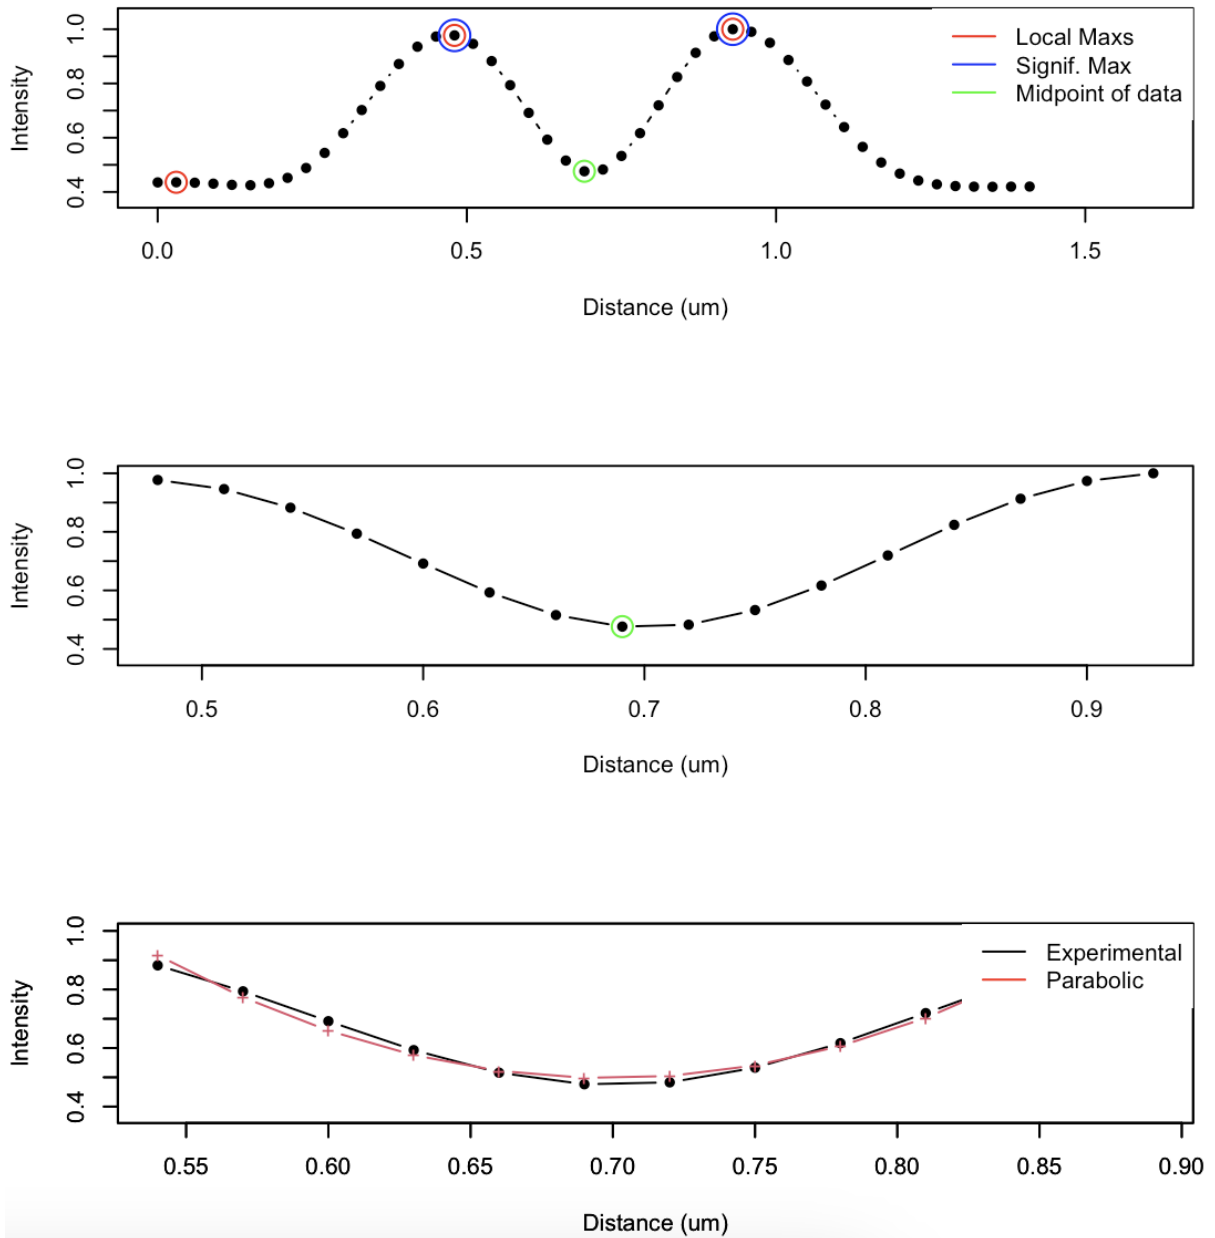 Intensity
1.0
0.8
0.6
0.4
Local Maxs
Signif. Max
Midpoint of data
0.0 0.5 1.0 1.5
Distance (um)
Intensity
1.0
0.8
0.6
0.4
0.5 0.6 0.7 0.8 0.9
Distance (um)
Intensity
1.0
0.8
0.6
0.4
Experimental
Parabolic
0.55 0.60 0.65 0.70 0.75 0.80 0.85 0.90
Distance (um)